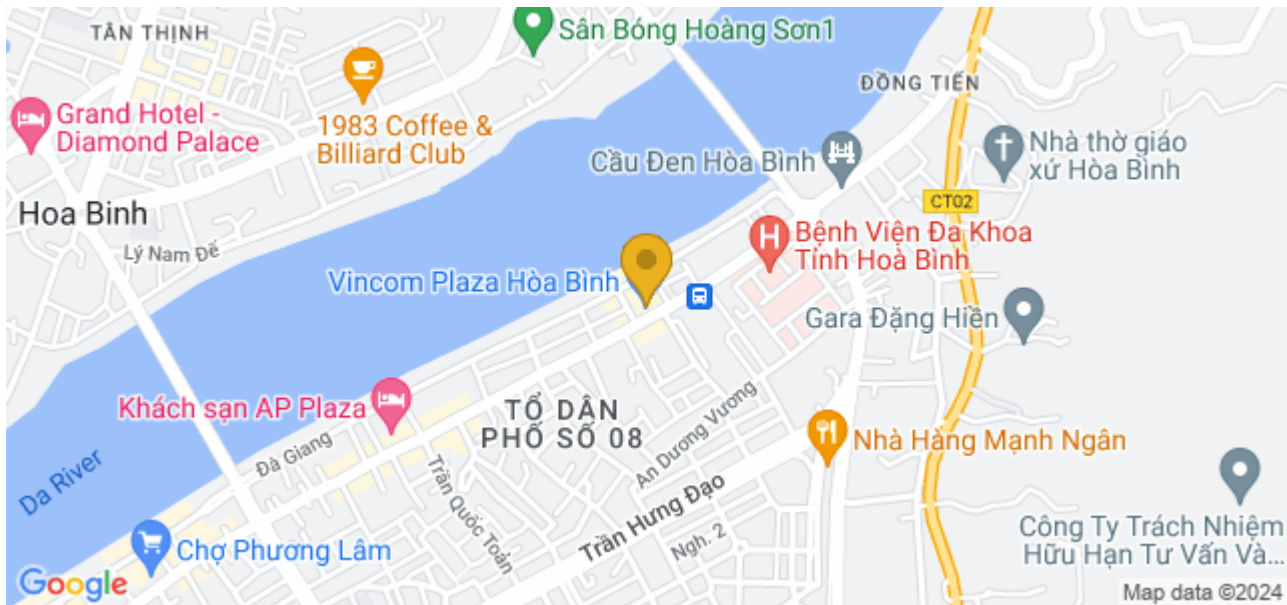 TÂN THỊNH
Sân Bóng Hoàng Sơn1
ĐỒNG TIẾN
Grand Hotel -
Diamond Palace
1983 Coffee &
Billiard Club
Cầu Đen Hòa Bình
Nhà thờ giáo
xứ Hòa Bình
CT02
Hoa Binh
Lý Nam Đế
Bệnh Viện Đa Khoa
Tỉnh Hoà Bình
Vincom Plaza Hòa Bình
Gara Đặng Hiền
Khách sạn AP Plaza
TỔ DÂN
PHỐ SỐ 08
An Dương Vương
Nhà Hàng Mạnh Ngân
Da River
Đà Giang
Trần Quốc Toản
Trần Hưng Đạo
Ngh. 2
Chợ Phương Lâm
Công Ty Trách Nhiệm
Hữu Hạn Tư Vấn Và...
Google
Map data ©2024